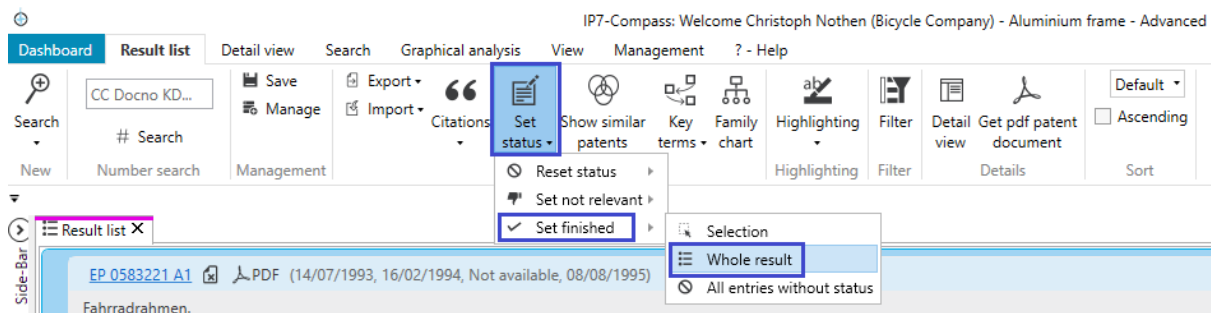 IP7-Compass: Welcome Christoph Nothen (Bicycle Company) - Aluminium frame - Advanced
Dashboard Result list Detail view Search Graphical analysis View Management ? - Help
Search
New
CC Docno KD...
# Search
Number search
Save
Manage
Management
Export
Import
Citations
Set status
Show similar patents
Key terms
Family chart
Highlighting
Highlighting
Filter
Filter
Detail view
Get pdf patent document
Details
Default
Ascending
Sort
Reset status
Set not relevant
Set finished
Selection
Whole result
All entries without status
Side-Bar
Result list
EP 0583221 A1 PDF (14/07/1993, 16/02/1994, Not available, 08/08/1995)
Fahrradrahmen.